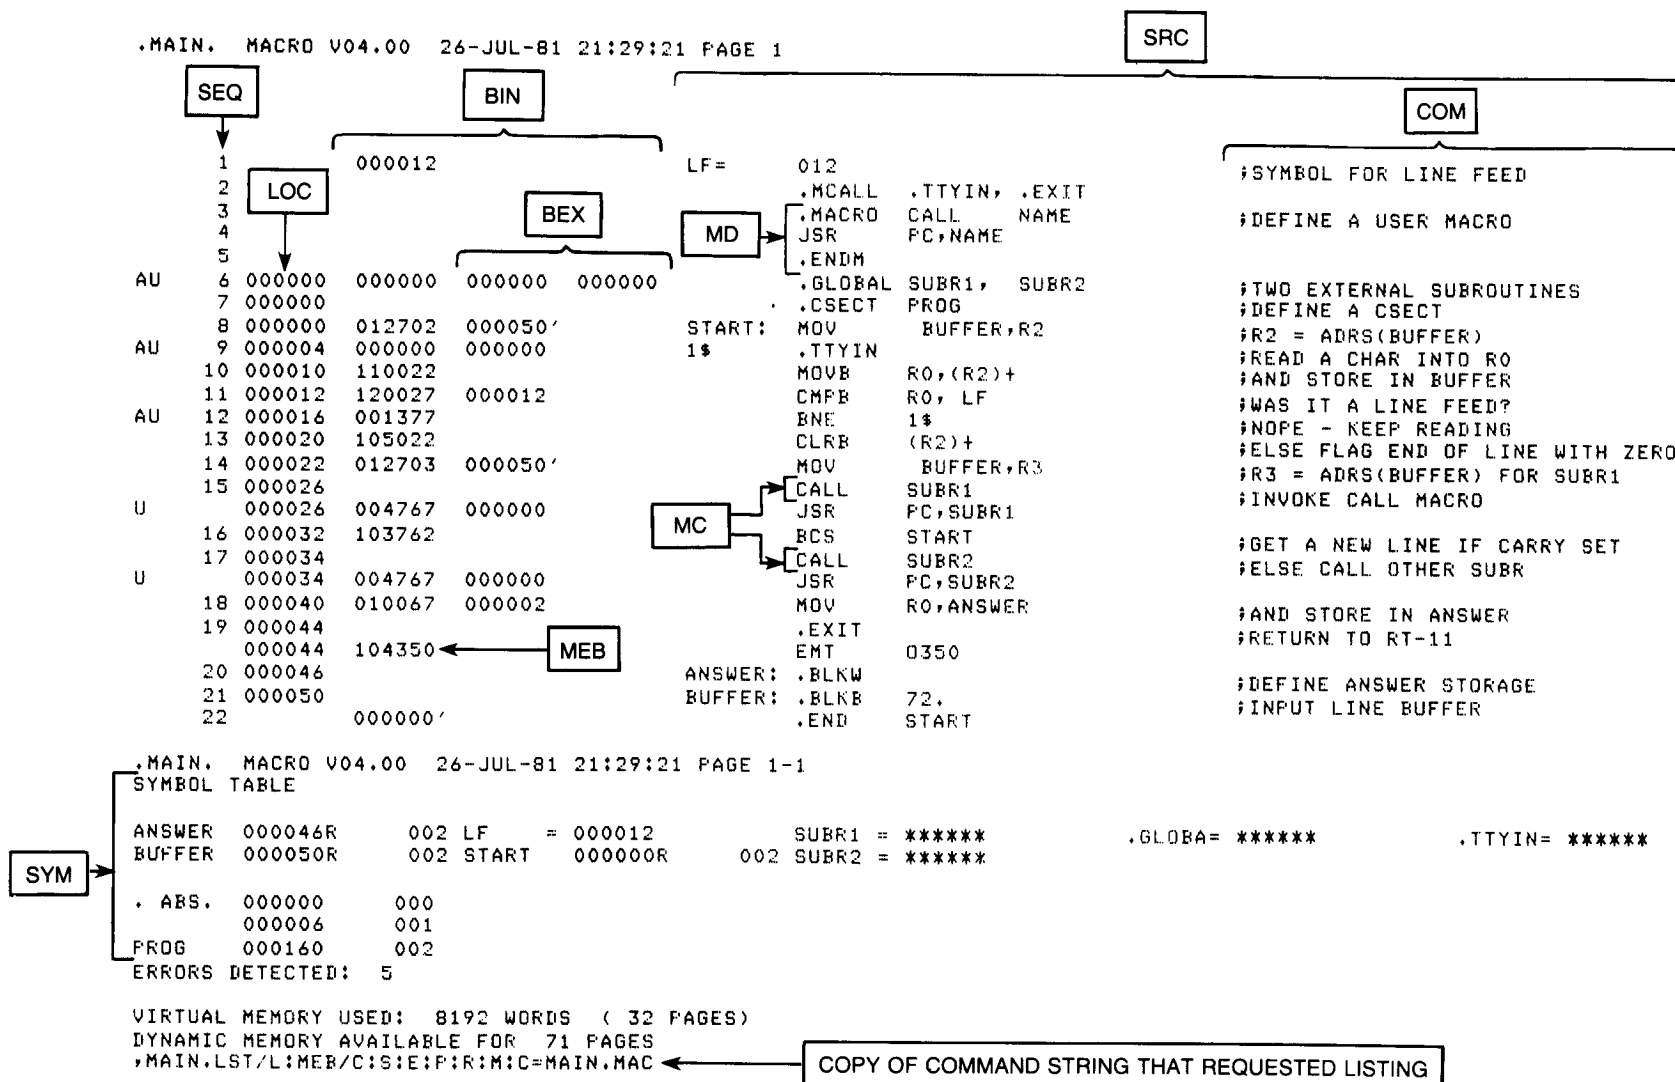 .MAIN. MACRO V04.00 26-JUL-81 21:29:21 PAGE 1
SRC
SEQ
BIN
COM
1 000012 LF= 012 ;SYMBOL FOR LINE FEED
2 .MCALL .TTYIN, .EXIT
LOC
BEX
MD
3 .MACRO CALL NAME ;DEFINE A USER MACRO
4 JSR PC,NAME
5 .ENDM
AU 6 000000 000000 000000 000000 .GLOBAL SUBR1, SUBR2 ;TWO EXTERNAL SUBROUTINES
7 000000 .CSECT PROG ;DEFINE A CSECT
8 000000 012702 000050' START: MOV BUFFER,R2 ;R2 = ADRS(BUFFER)
AU 9 000004 000000 000000 1$ .TTYIN ;READ A CHAR INTO R0
10 000010 110022 MOVB R0,(R2)+ ;AND STORE IN BUFFER
11 000012 120027 000012 CMPB R0, LF ;WAS IT A LINE FEED?
AU 12 000016 001377 BNE 1$ ;NOPE - KEEP READING
13 000020 105022 CLRB (R2)+ ;ELSE FLAG END OF LINE WITH ZERO
14 000022 012703 000050' MOV BUFFER,R3 ;R3 = ADRS(BUFFER) FOR SUBR1
15 000026 CALL SUBR1 ;INVOKE CALL MACRO
U 000026 004767 000000 JSR PC,SUBR1
MC
16 000032 103762 BCS START ;GET A NEW LINE IF CARRY SET
17 000034 CALL SUBR2 ;ELSE CALL OTHER SUBR
U 000034 004767 000000 JSR PC,SUBR2
18 000040 010067 000002 MOV R0,ANSWER ;AND STORE IN ANSWER
19 000044 .EXIT ;RETURN TO RT-11
000044 104350 MEB EMT 0350
20 000046 ANSWER: .BLKW ;DEFINE ANSWER STORAGE
21 000050 BUFFER: .BLKB 72. ;INPUT LINE BUFFER
22 000000' .END START
.MAIN. MACRO V04.00 26-JUL-81 21:29:21 PAGE 1-1
SYMBOL TABLE
ANSWER 000046R 002 LF = 000012 SUBR1 = ****** .GLOBA= ****** .TTYIN= ******
BUFFER 000050R 002 START 000000R 002 SUBR2 = ******
SYM
. ABS. 000000 000
000006 001
PROG 000160 002
ERRORS DETECTED: 5
VIRTUAL MEMORY USED: 8192 WORDS ( 32 PAGES)
DYNAMIC MEMORY AVAILABLE FOR 71 PAGES
,MAIN.LST/L:MEB/C:S:E:P:R:M:C=MAIN.MAC
COPY OF COMMAND STRING THAT REQUESTED LISTING